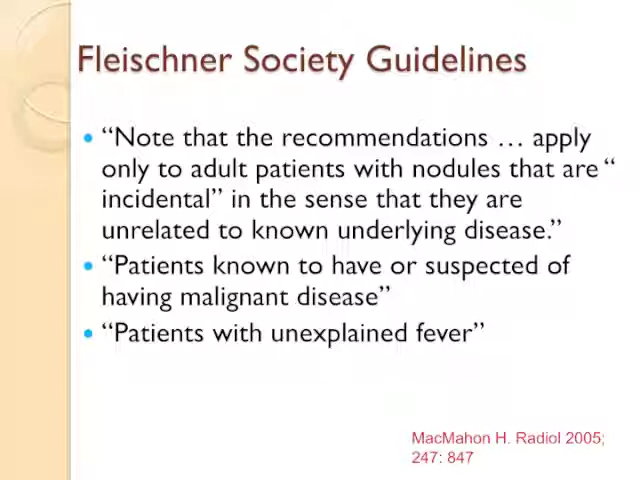 Fleischner Society Guidelines
• “Note that the recommendations … apply
only to adult patients with nodules that are “
incidental” in the sense that they are
unrelated to known underlying disease.”
• “Patients known to have or suspected of
having malignant disease”
• “Patients with unexplained fever”
MacMahon H. Radiol 2005;
247: 847